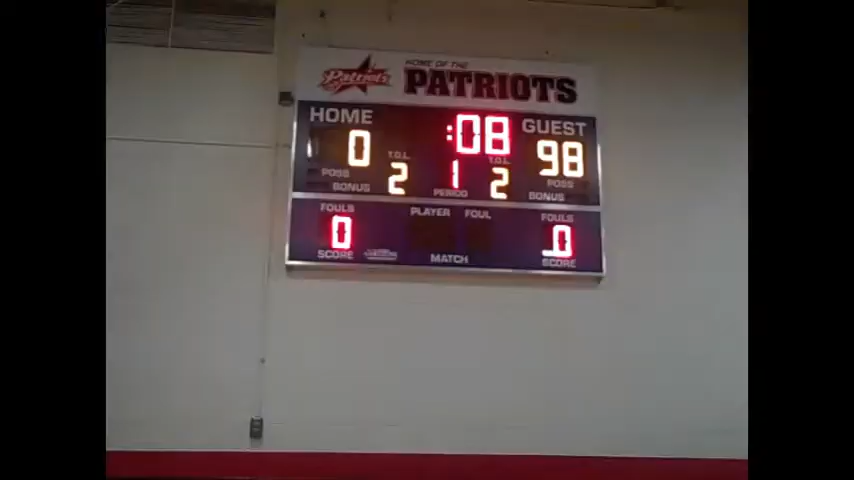 Patriots
HOME OF THE
PATRIOTS
HOME :08 GUEST
0 98
T.O.L. T.O.L.
POSS 2 1 2 POSS
BONUS PERIOD BONUS
FOULS PLAYER FOUL FOULS
0 0
SCORE MATCH SCORE